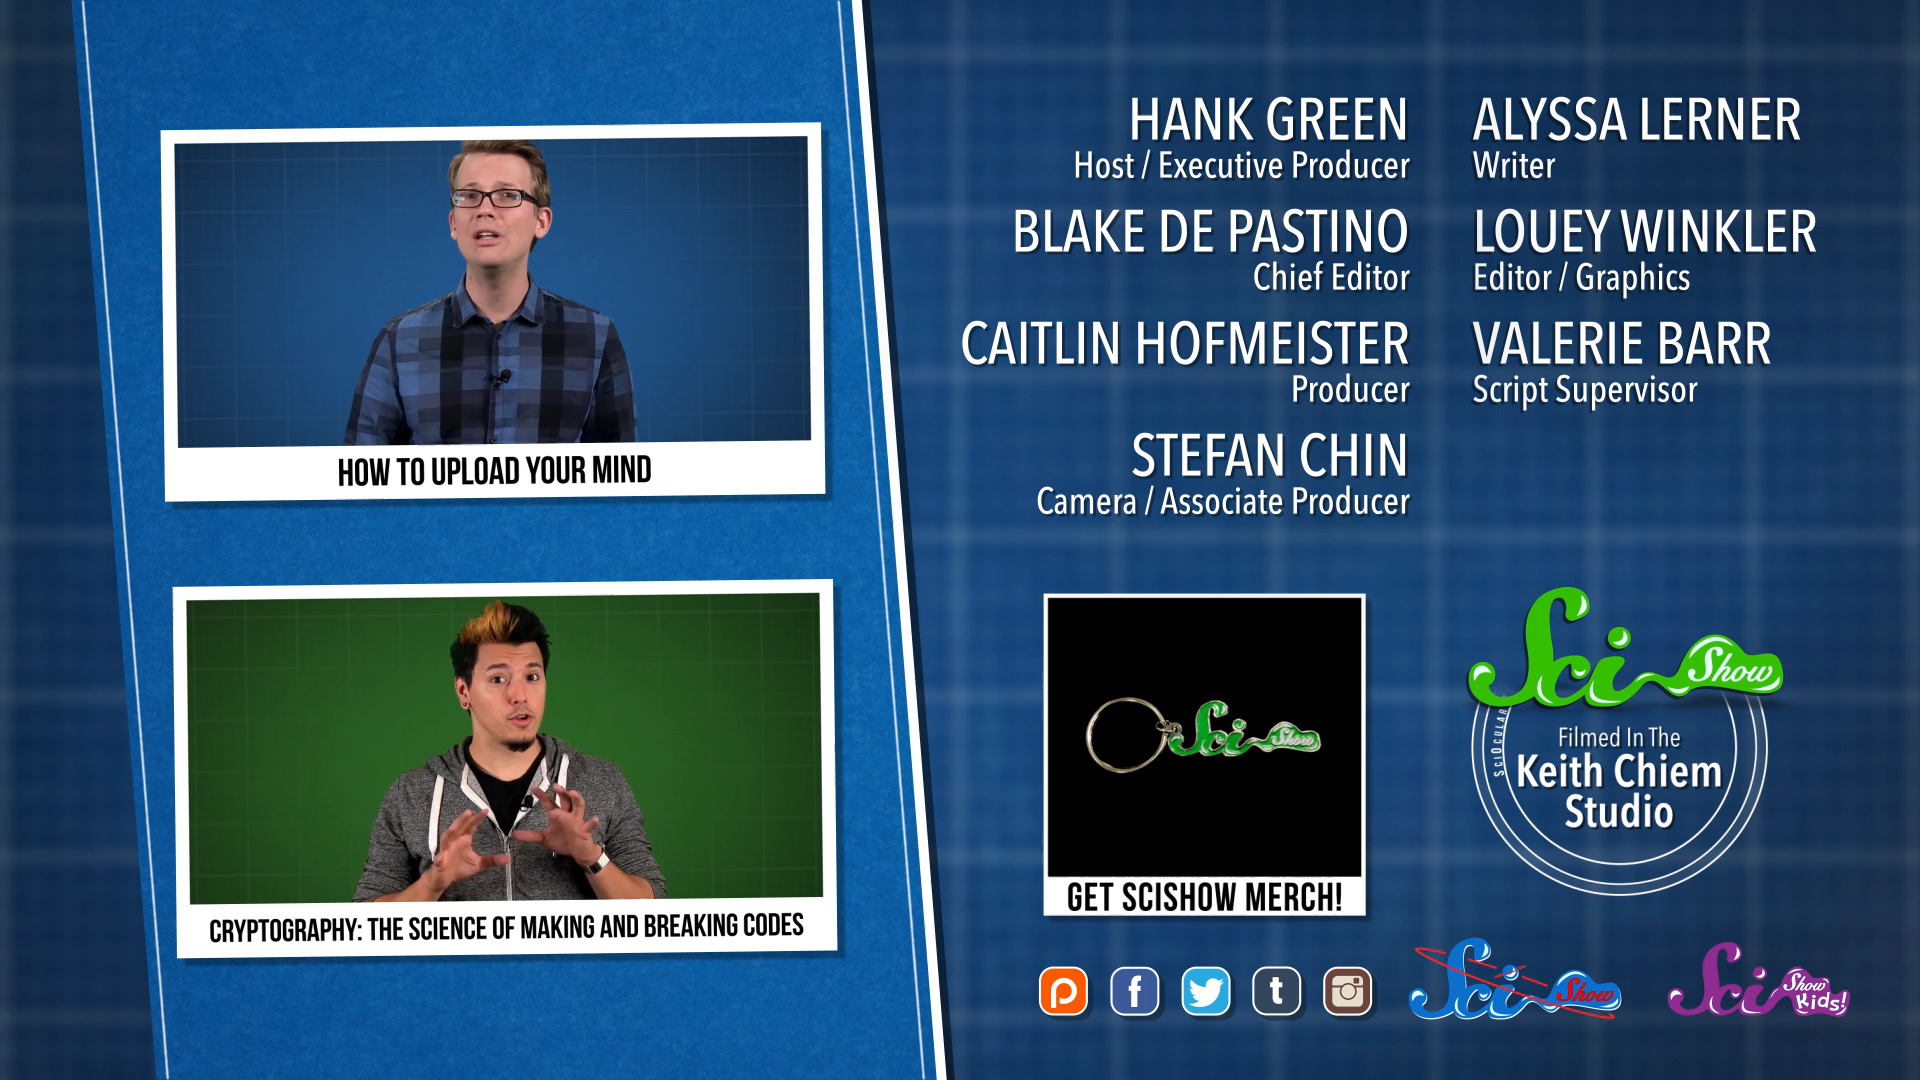 HOW TO UPLOAD YOUR MIND
CRYPTOGRAPHY: THE SCIENCE OF MAKING AND BREAKING CODES
HANK GREEN
Host / Executive Producer
BLAKE DE PASTINO
Chief Editor
CAITLIN HOFMEISTER
Producer
STEFAN CHIN
Camera / Associate Producer
ALYSSA LERNER
Writer
LOUEY WINKLER
Editor / Graphics
VALERIE BARR
Script Supervisor
Sci Show
GET SCISHOW MERCH!
Sci Show
SCIOCULAR
Filmed In The
Keith Chiem
Studio
f
t
Sci Show
Sci Show Kids!